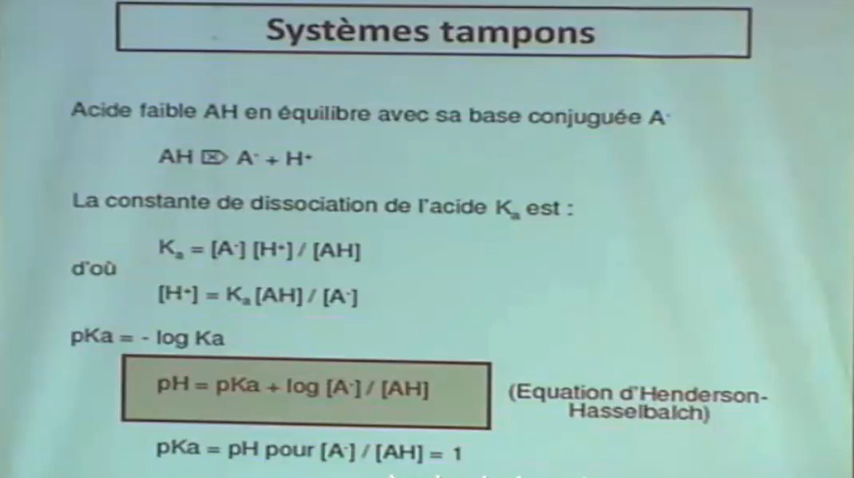 Systèmes tampons
Acide faible AH en équilibre avec sa base conjuguée A-
AH ⌦ A- + H+
La constante de dissociation de l'acide Ka est :
Ka = [A-] [H+] / [AH]
d'où
[H+] = Ka [AH] / [A-]
pKa = - log Ka
pH = pKa + log [A-] / [AH]
(Equation d'Henderson-
Hasselbalch)
pKa = pH pour [A-] / [AH] = 1